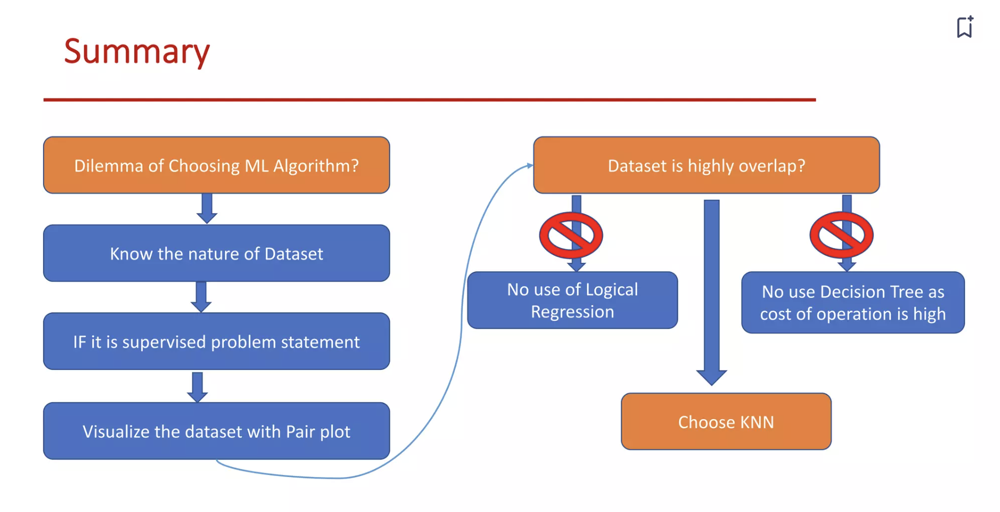 Summary
Dilemma of Choosing ML Algorithm?
Know the nature of Dataset
IF it is supervised problem statement
Visualize the dataset with Pair plot
Dataset is highly overlap?
No use of Logical
Regression
No use Decision Tree as
cost of operation is high
Choose KNN